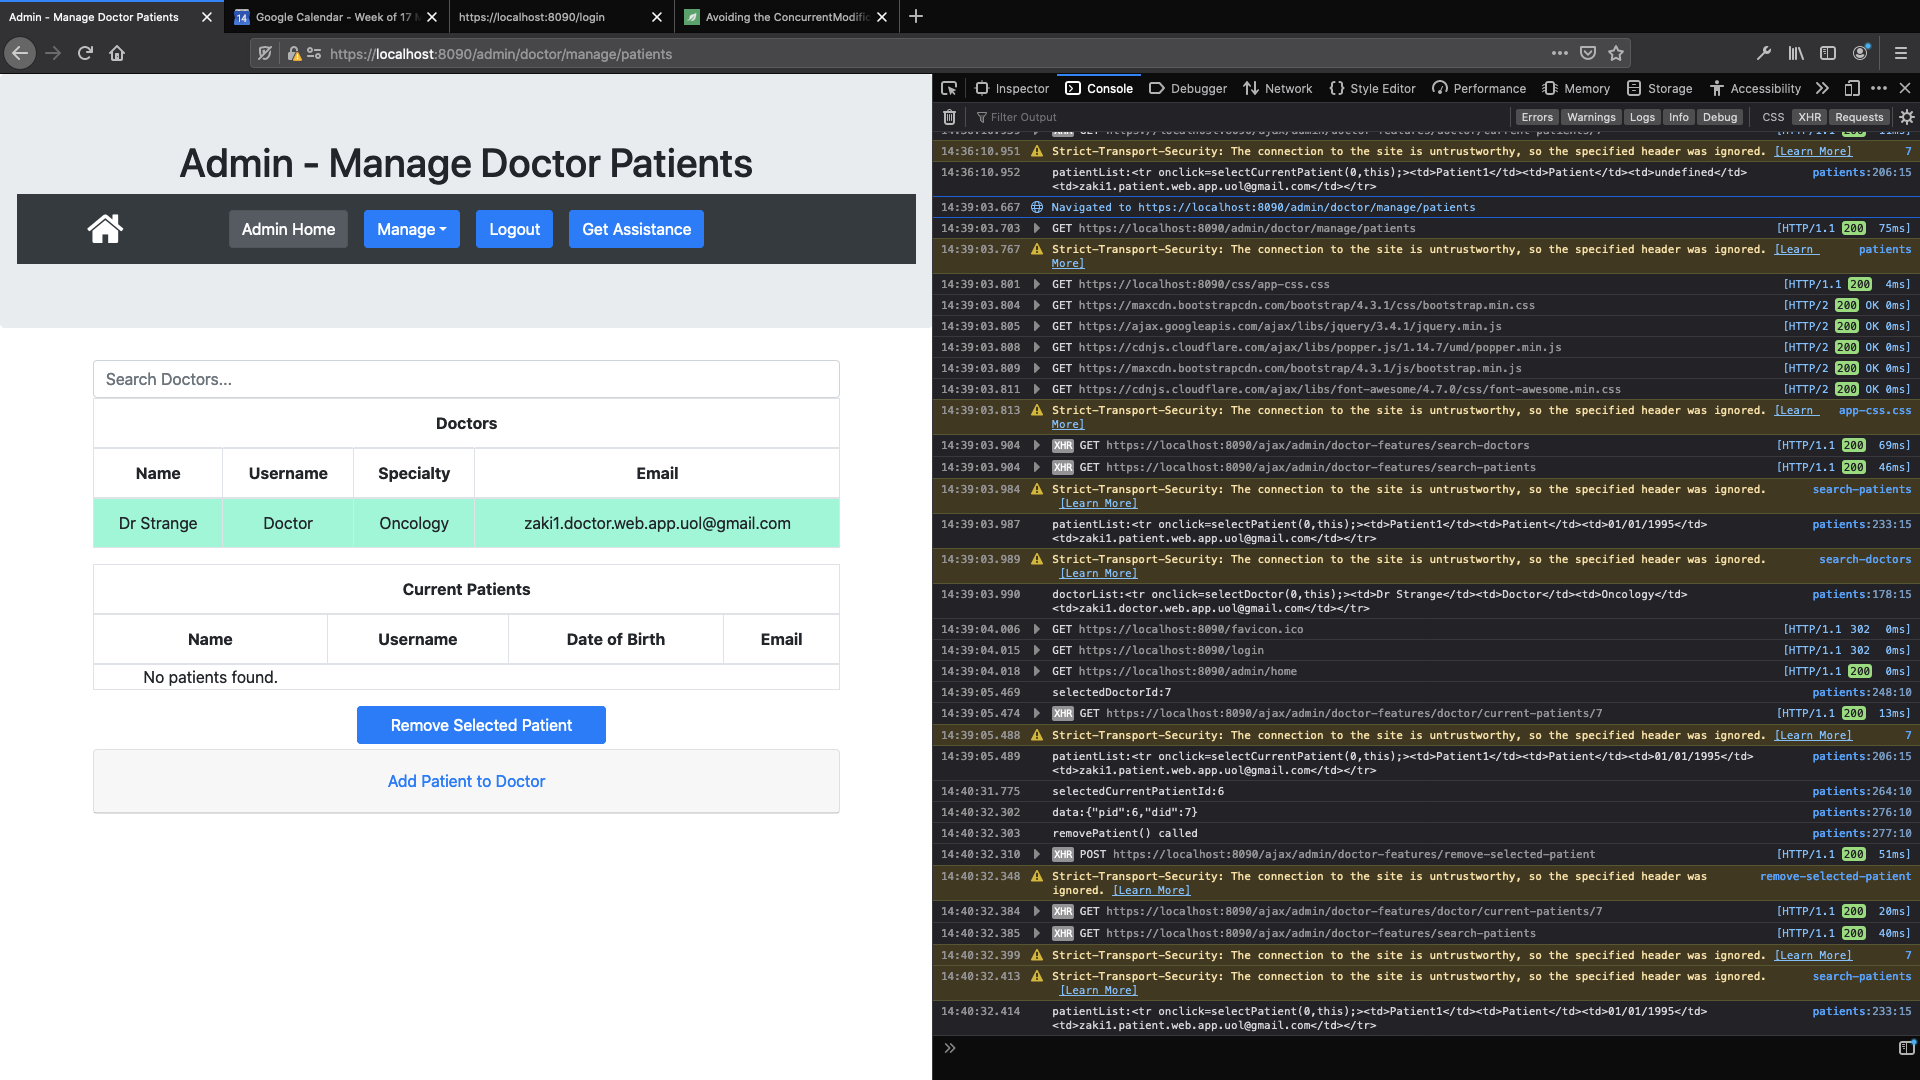 Admin - Manage Doctor Patients
Google Calendar - Week of 17 M
https://localhost:8090/login
Avoiding the ConcurrentModific
https://localhost:8090/admin/doctor/manage/patients
Admin - Manage Doctor Patients
Admin Home
Manage
Logout
Get Assistance
Search Doctors...
Doctors
Name Username Specialty Email
Dr Strange Doctor Oncology zaki1.doctor.web.app.uol@gmail.com
Current Patients
Name Username Date of Birth Email
No patients found.
Remove Selected Patient
Add Patient to Doctor
Inspector Console Debugger Network Style Editor Performance Memory Storage Accessibility
Filter Output
Errors Warnings Logs Info Debug CSS XHR Requests
14:36:10.951 Strict-Transport-Security: The connection to the site is untrustworthy, so the specified header was ignored. [Learn More] 7
14:36:10.952 patientList:<tr onclick=selectCurrentPatient(0,this);><td>Patient1</td><td>Patient</td><td>undefined</td> patients:206:15
<td>zaki1.patient.web.app.uol@gmail.com</td></tr>
14:39:03.667 Navigated to https://localhost:8090/admin/doctor/manage/patients
14:39:03.703 GET https://localhost:8090/admin/doctor/manage/patients [HTTP/1.1 200 75ms]
14:39:03.767 Strict-Transport-Security: The connection to the site is untrustworthy, so the specified header was ignored. [Learn patients
More]
14:39:03.801 GET https://localhost:8090/css/app-css.css [HTTP/1.1 200 4ms]
14:39:03.804 GET https://maxcdn.bootstrapcdn.com/bootstrap/4.3.1/css/bootstrap.min.css [HTTP/2 200 OK 0ms]
14:39:03.805 GET https://ajax.googleapis.com/ajax/libs/jquery/3.4.1/jquery.min.js [HTTP/2 200 OK 0ms]
14:39:03.808 GET https://cdnjs.cloudflare.com/ajax/libs/popper.js/1.14.7/umd/popper.min.js [HTTP/2 200 OK 0ms]
14:39:03.809 GET https://maxcdn.bootstrapcdn.com/bootstrap/4.3.1/js/bootstrap.min.js [HTTP/2 200 OK 0ms]
14:39:03.811 GET https://cdnjs.cloudflare.com/ajax/libs/font-awesome/4.7.0/css/font-awesome.min.css [HTTP/2 200 OK 0ms]
14:39:03.813 Strict-Transport-Security: The connection to the site is untrustworthy, so the specified header was ignored. [Learn app-css.css
More]
14:39:03.904 XHR GET https://localhost:8090/ajax/admin/doctor-features/search-doctors [HTTP/1.1 200 69ms]
14:39:03.904 XHR GET https://localhost:8090/ajax/admin/doctor-features/search-patients [HTTP/1.1 200 46ms]
14:39:03.984 Strict-Transport-Security: The connection to the site is untrustworthy, so the specified header was ignored. search-patients
[Learn More]
14:39:03.987 patientList:<tr onclick=selectPatient(0,this);><td>Patient1</td><td>Patient</td><td>01/01/1995</td> patients:233:15
<td>zaki1.patient.web.app.uol@gmail.com</td></tr>
14:39:03.989 Strict-Transport-Security: The connection to the site is untrustworthy, so the specified header was ignored. search-doctors
[Learn More]
14:39:03.990 doctorList:<tr onclick=selectDoctor(0,this);><td>Dr Strange</td><td>Doctor</td><td>Oncology</td> patients:178:15
<td>zaki1.doctor.web.app.uol@gmail.com</td></tr>
14:39:04.006 GET https://localhost:8090/favicon.ico [HTTP/1.1 302 0ms]
14:39:04.015 GET https://localhost:8090/login [HTTP/1.1 302 0ms]
14:39:04.018 GET https://localhost:8090/admin/home [HTTP/1.1 200 0ms]
14:39:05.469 selectedDoctorId:7 patients:248:10
14:39:05.474 XHR GET https://localhost:8090/ajax/admin/doctor-features/doctor/current-patients/7 [HTTP/1.1 200 13ms]
14:39:05.488 Strict-Transport-Security: The connection to the site is untrustworthy, so the specified header was ignored. [Learn More] 7
14:39:05.489 patientList:<tr onclick=selectCurrentPatient(0,this);><td>Patient1</td><td>Patient</td><td>01/01/1995</td> patients:206:15
<td>zaki1.patient.web.app.uol@gmail.com</td></tr>
14:40:31.775 selectedCurrentPatientId:6 patients:264:10
14:40:32.302 data:{"pid":6,"did":7} patients:276:10
14:40:32.303 removePatient() called patients:277:10
14:40:32.310 XHR POST https://localhost:8090/ajax/admin/doctor-features/remove-selected-patient [HTTP/1.1 200 51ms]
14:40:32.348 Strict-Transport-Security: The connection to the site is untrustworthy, so the specified header was remove-selected-patient
ignored. [Learn More]
14:40:32.384 XHR GET https://localhost:8090/ajax/admin/doctor-features/doctor/current-patients/7 [HTTP/1.1 200 20ms]
14:40:32.385 XHR GET https://localhost:8090/ajax/admin/doctor-features/search-patients [HTTP/1.1 200 40ms]
14:40:32.399 Strict-Transport-Security: The connection to the site is untrustworthy, so the specified header was ignored. [Learn More] 7
14:40:32.413 Strict-Transport-Security: The connection to the site is untrustworthy, so the specified header was ignored. search-patients
[Learn More]
14:40:32.414 patientList:<tr onclick=selectPatient(0,this);><td>Patient1</td><td>Patient</td><td>01/01/1995</td> patients:233:15
<td>zaki1.patient.web.app.uol@gmail.com</td></tr>